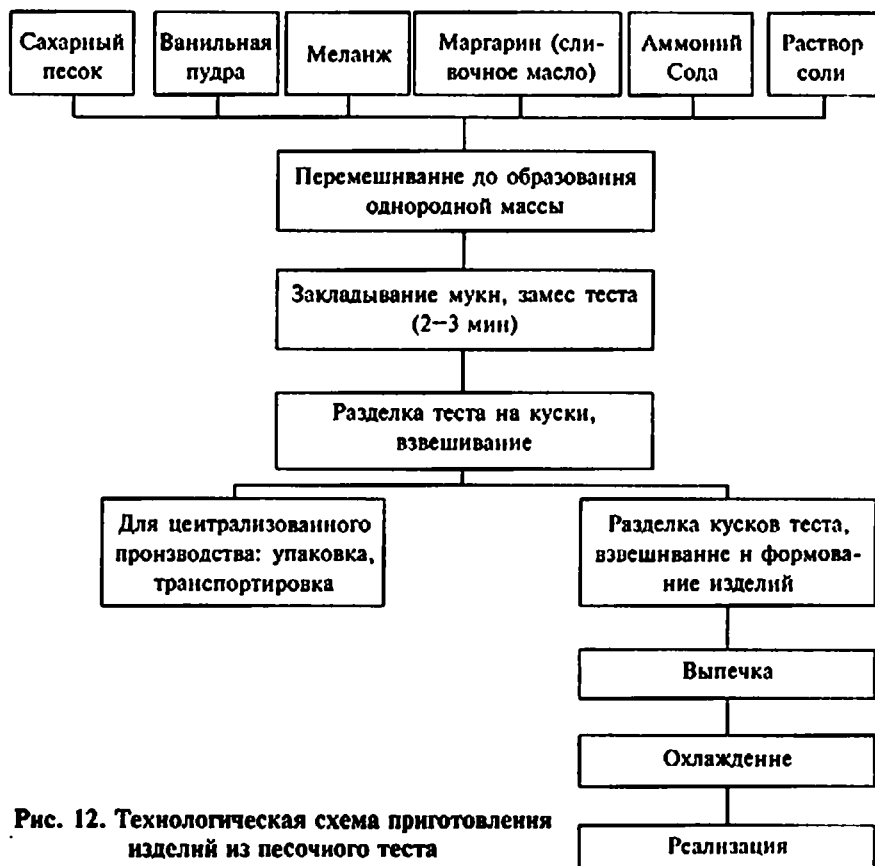 Сахарный
песок
Ванильная
пудра
Меланж
Маргарин (сли-
вочное масло)
Аммоний
Сода
Раствор
соли
Перемешивание до образования
однородной массы
Закладывание муки, замес теста
(2—3 мин)
Разделка теста на куски,
взвешивание
Для централизованного
производства: упаковка,
транспортировка
Разделка кусков теста,
взвешивание и формова-
ние изделий
Выпечка
Охлаждение
Реализация
Рис. 12. Технологическая схема приготовления
изделий из песочного теста